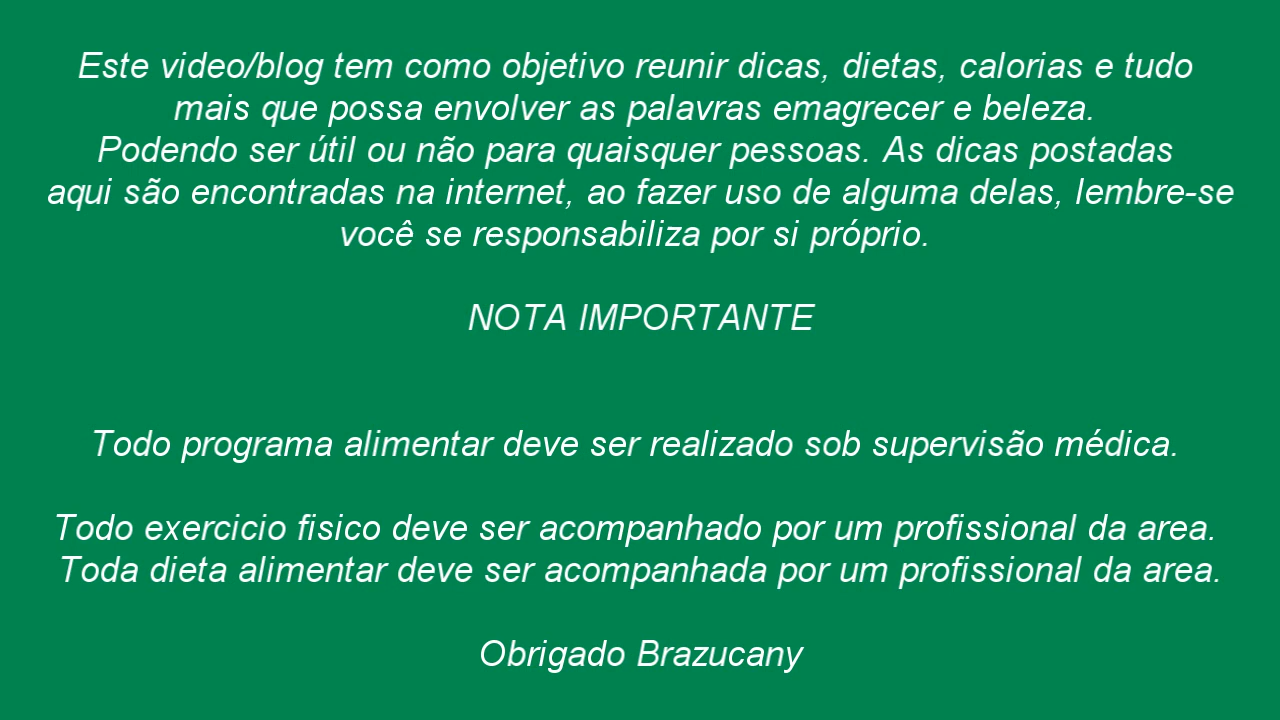 Este video/blog tem como objetivo reunir dicas, dietas, calorias e tudo
mais que possa envolver as palavras emagrecer e beleza.
Podendo ser útil ou não para quaisquer pessoas. As dicas postadas
aqui são encontradas na internet, ao fazer uso de alguma delas, lembre-se
você se responsabiliza por si próprio.
NOTA IMPORTANTE
Todo programa alimentar deve ser realizado sob supervisão médica.
Todo exercicio fisico deve ser acompanhado por um profissional da area.
Toda dieta alimentar deve ser acompanhada por um profissional da area.
Obrigado Brazucany